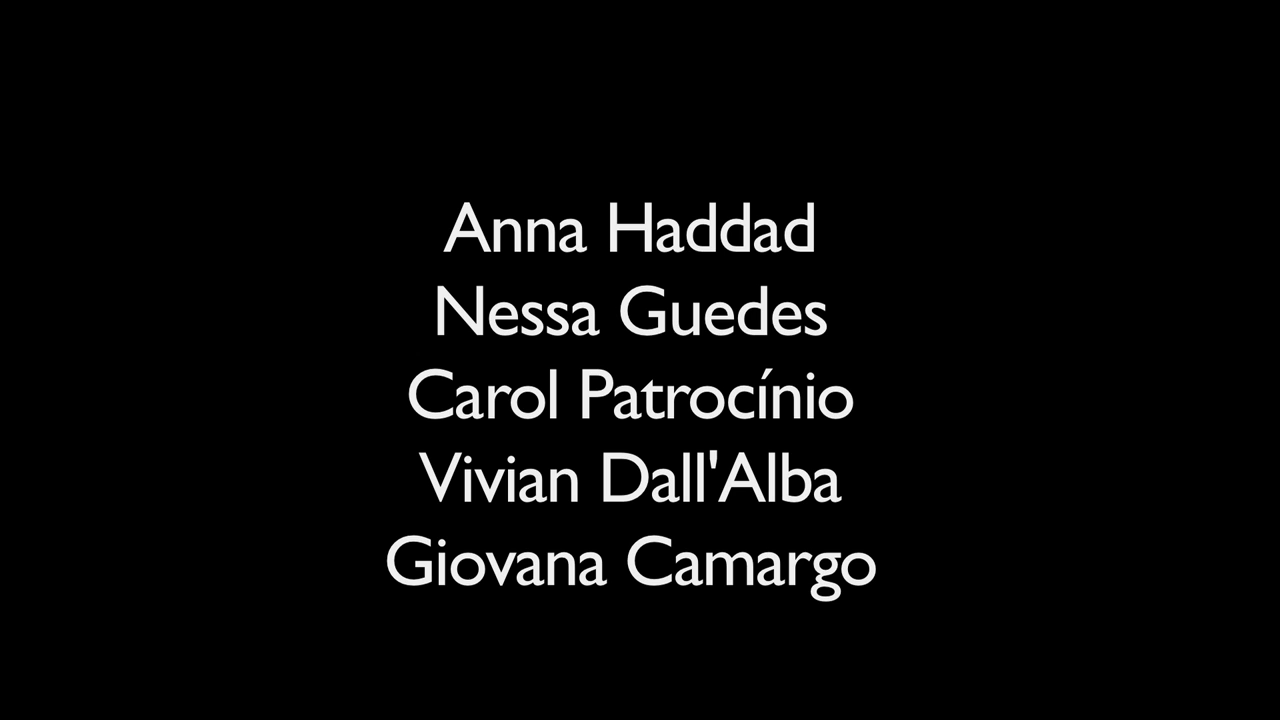 Anna Haddad
Nessa Guedes
Carol Patrocínio
Vivian Dall'Alba
Giovana Camargo